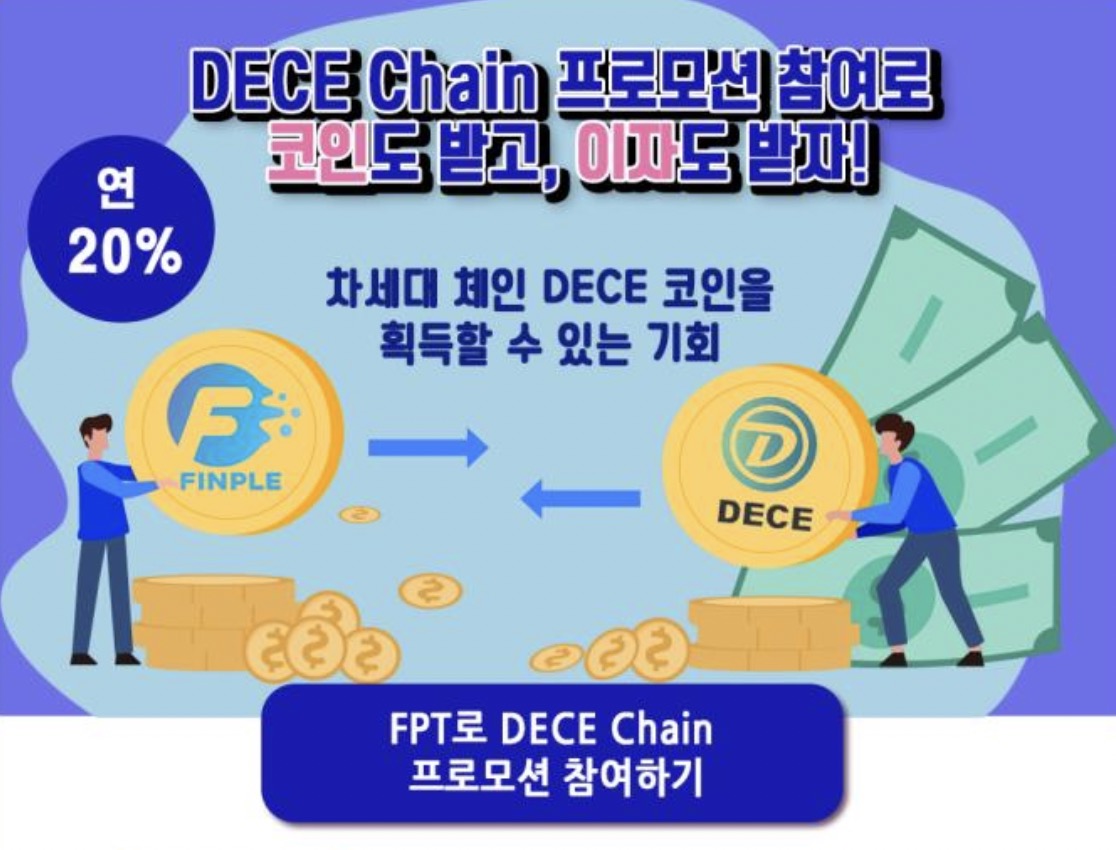 DECE Chain 프로모션 참여로
코인도 받고, 이자도 받자!
연
20%
차세대 체인 DECE 코인을
획득할 수 있는 기회
FINPLE
DECE
FPT로 DECE Chain
프로모션 참여하기